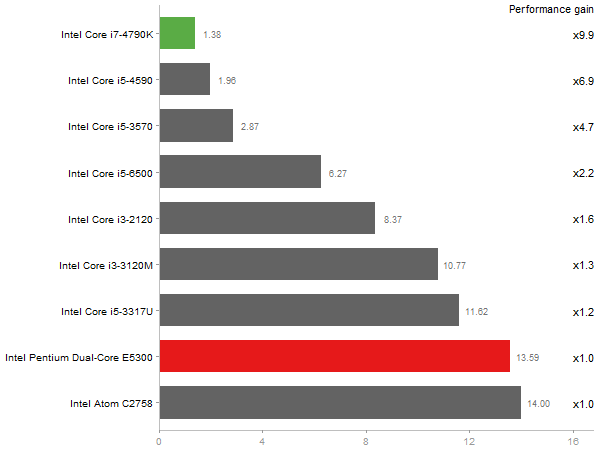 Performance gain
Intel Core i7-4790K 1.38 x9.9
Intel Core i5-4590 1.96 x6.9
Intel Core i5-3570 2.87 x4.7
Intel Core i5-6500 6.27 x2.2
Intel Core i3-2120 8.37 x1.6
Intel Core i3-3120M 10.77 x1.3
Intel Core i5-3317U 11.62 x1.2
Intel Pentium Dual-Core E5300 13.59 x1.0
Intel Atom C2758 14.00 x1.0
0 4 8 12 16